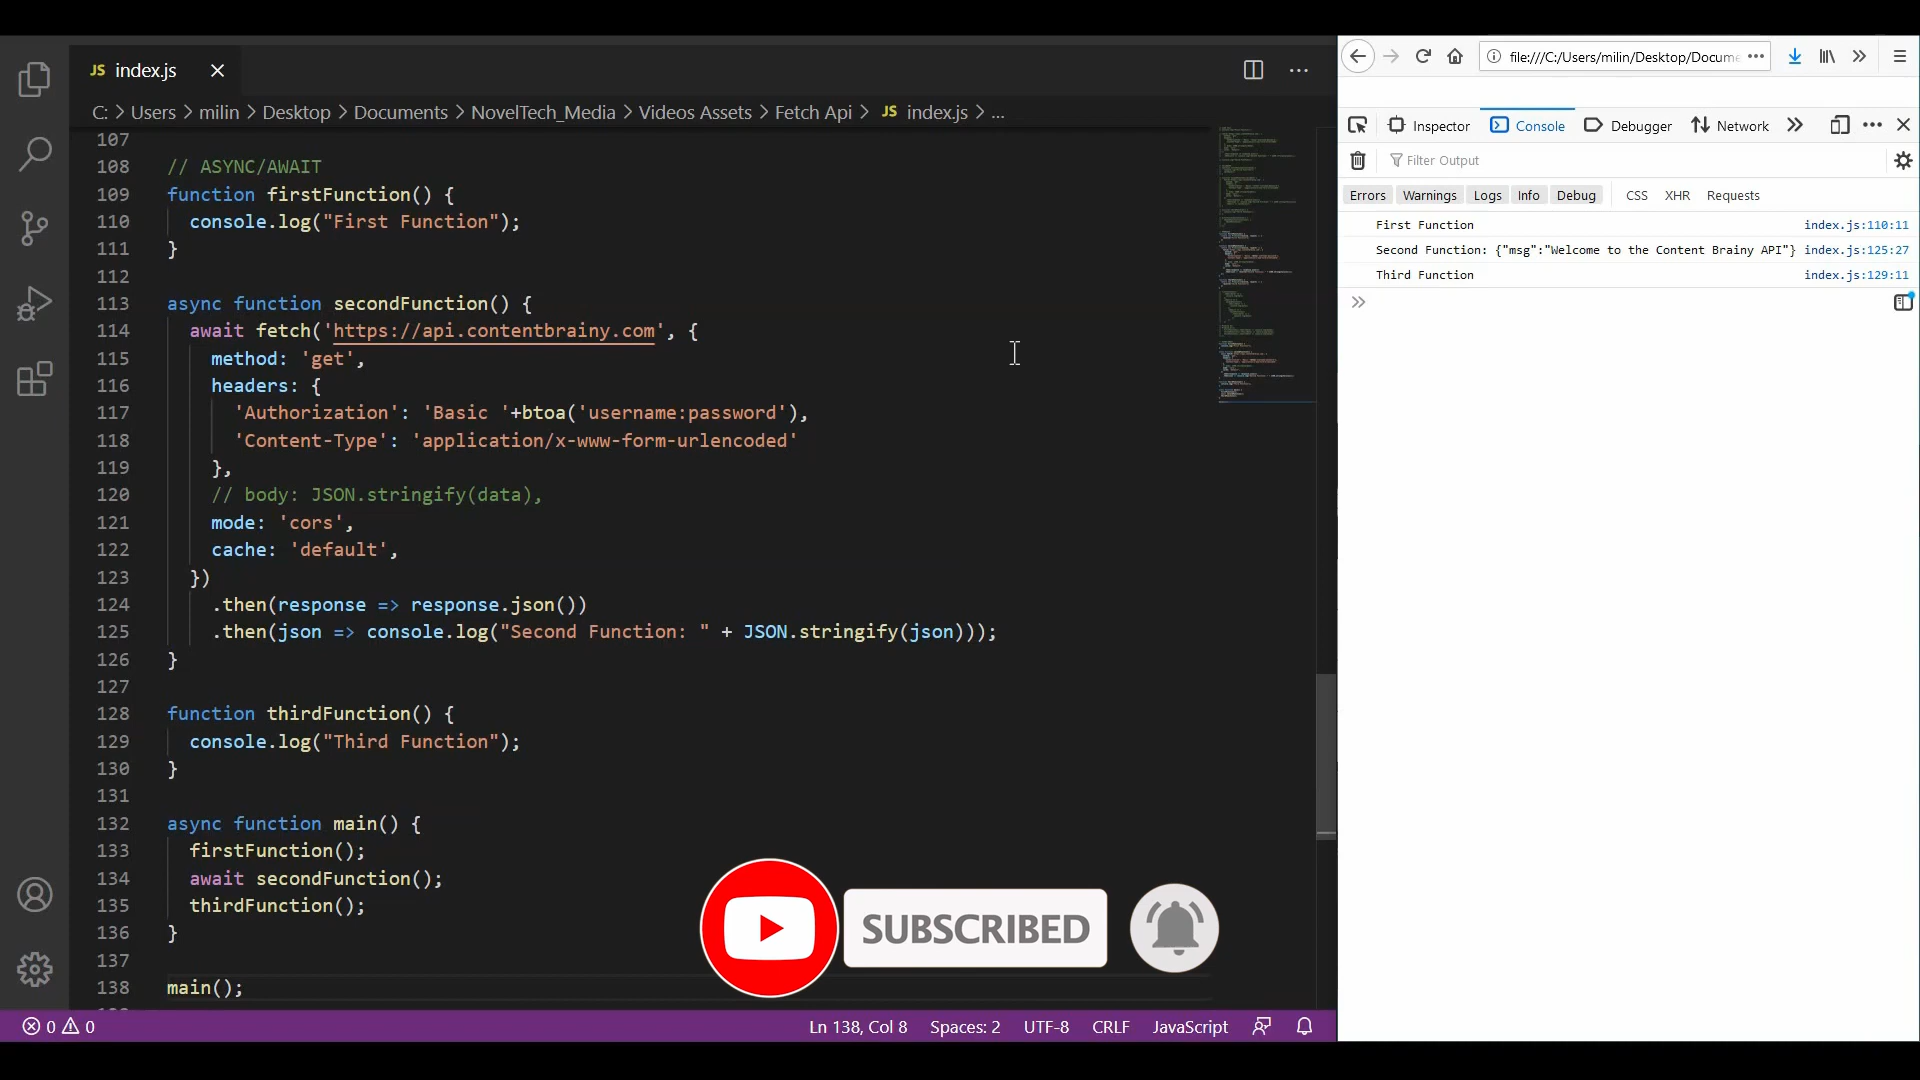 JS index.js
C: > Users > milin > Desktop > Documents > NovelTech_Media > Videos Assets > Fetch Api > JS index.js > ...
107
108 // ASYNC/AWAIT
109 function firstFunction() {
110 console.log("First Function");
111 }
112
113 async function secondFunction() {
114 await fetch('https://api.contentbrainy.com', {
115 method: 'get',
116 headers: {
117 'Authorization': 'Basic '+btoa('username:password'),
118 'Content-Type': 'application/x-www-form-urlencoded'
119 },
120 // body: JSON.stringify(data),
121 mode: 'cors',
122 cache: 'default',
123 })
124 .then(response => response.json())
125 .then(json => console.log("Second Function: " + JSON.stringify(json)));
126 }
127
128 function thirdFunction() {
129 console.log("Third Function");
130 }
131
132 async function main() {
133 firstFunction();
134 await secondFunction();
135 thirdFunction();
136 }
137
138 main();
SUBSCRIBED
0 0 Ln 138, Col 8 Spaces: 2 UTF-8 CRLF JavaScript
file:///C:/Users/milin/Desktop/Docume
Inspector Console Debugger Network
Filter Output
Errors Warnings Logs Info Debug CSS XHR Requests
First Function index.js:110:11
Second Function: {"msg":"Welcome to the Content Brainy API"} index.js:125:27
Third Function index.js:129:11